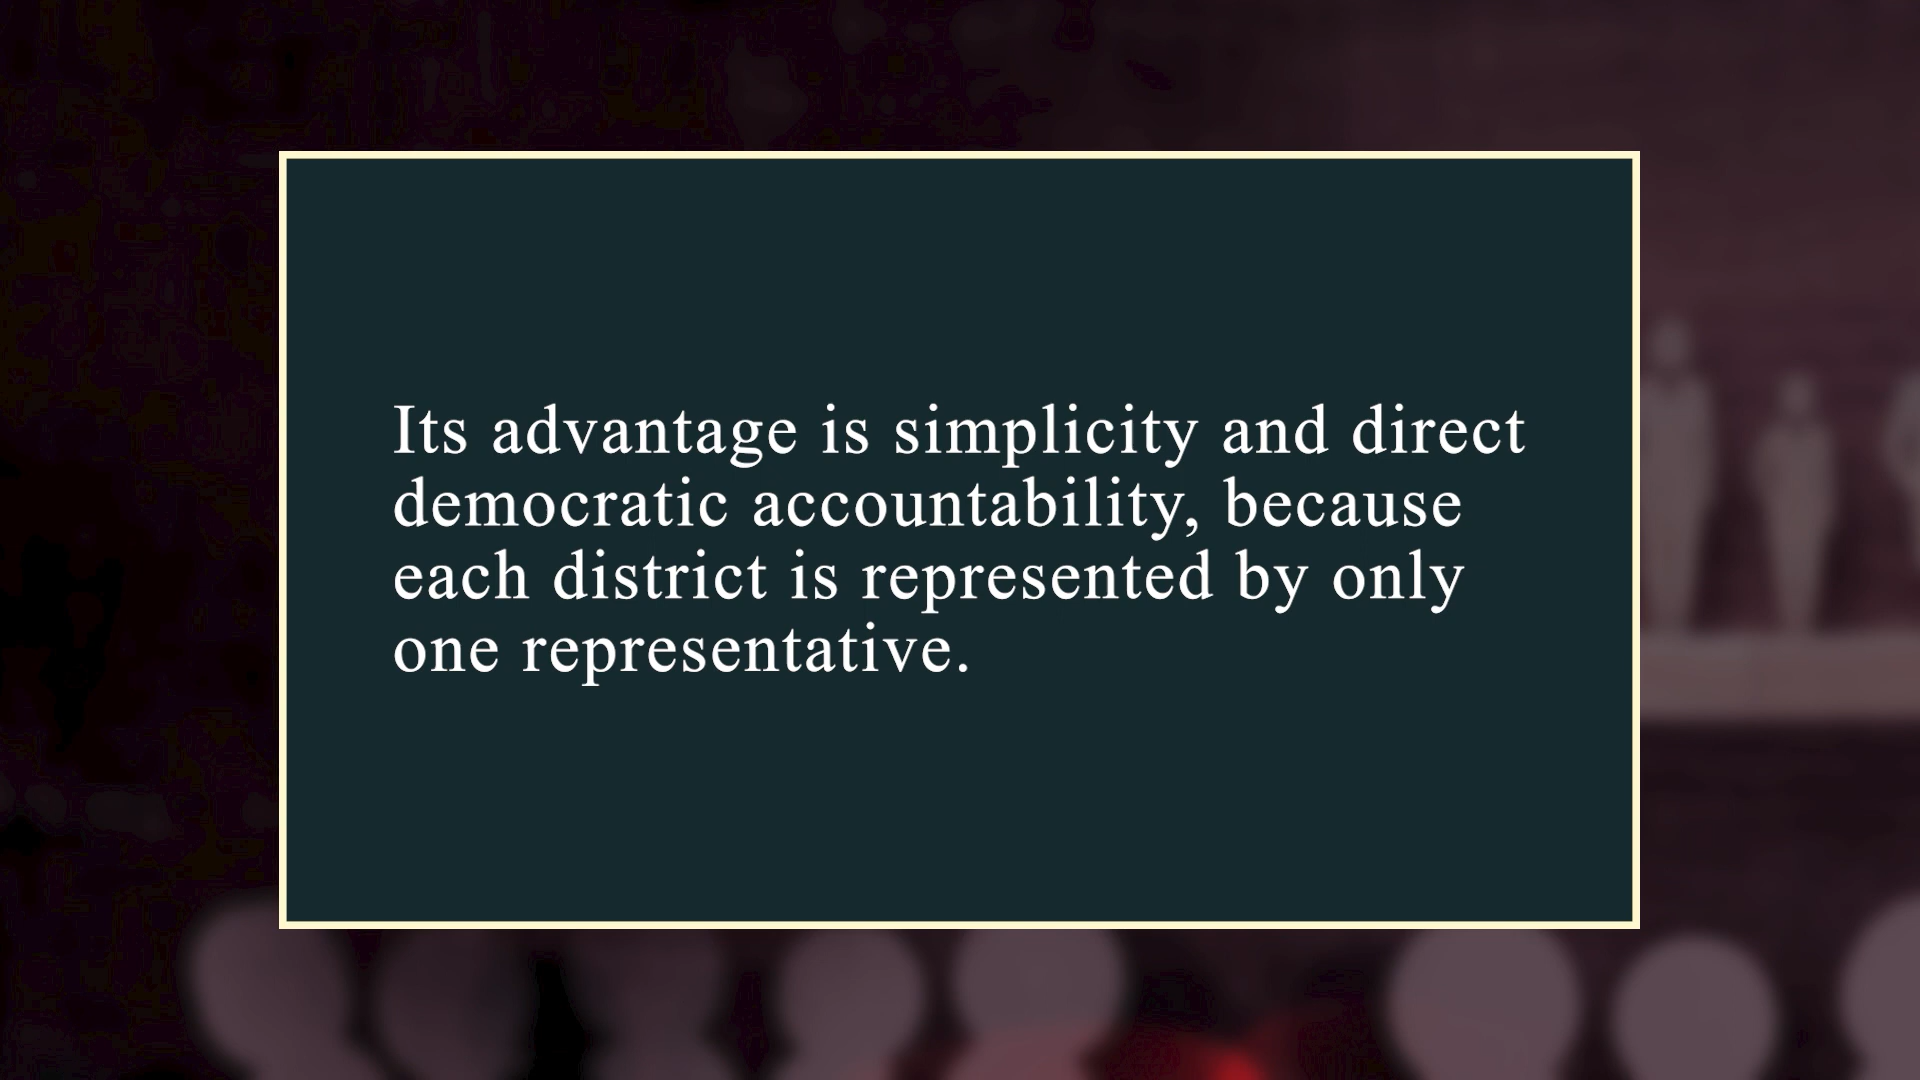 Its advantage is simplicity and direct
democratic accountability, because
each district is represented by only
one representative.